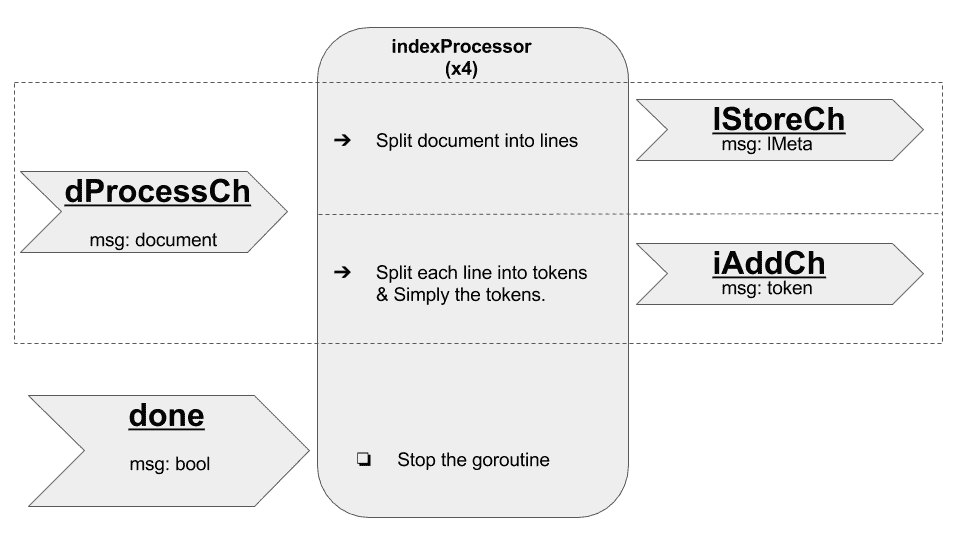 indexProcessor
(x4)
➔ Split document into lines
lStoreCh
msg: lMeta
dProcessCh
msg: document
➔ Split each line into tokens
& Simply the tokens.
iAddCh
msg: token
done
msg: bool
❏ Stop the goroutine